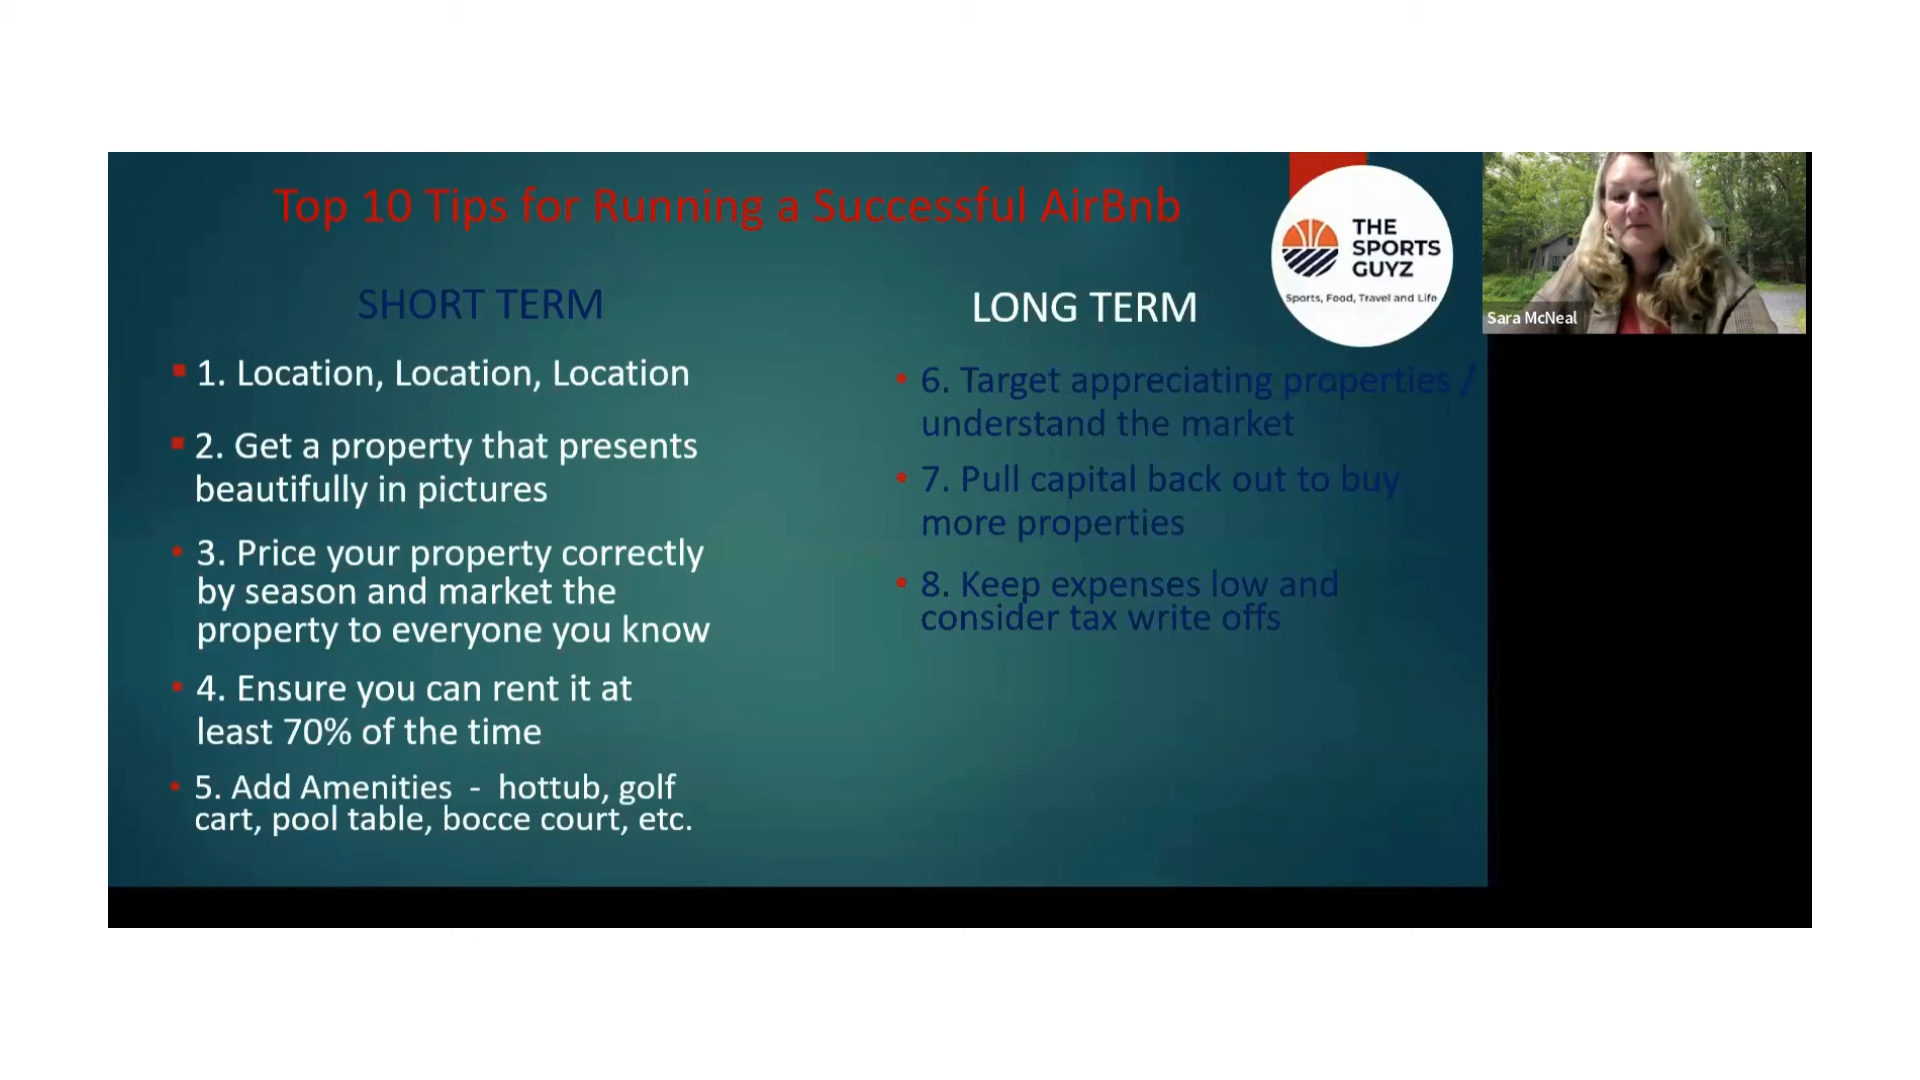 Top 10 Tips for Running a Successful AirBnb
THE
SPORTS
GUYZ
Sports, Food, Travel and Life
Sara McNeal
SHORT TERM
1. Location, Location, Location
2. Get a property that presents
beautifully in pictures
3. Price your property correctly
by season and market the
property to everyone you know
4. Ensure you can rent it at
least 70% of the time
5. Add Amenities - hottub, golf
cart, pool table, bocce court, etc.
LONG TERM
6. Target appreciating properties /
understand the market
7. Pull capital back out to buy
more properties
8. Keep expenses low and
consider tax write offs